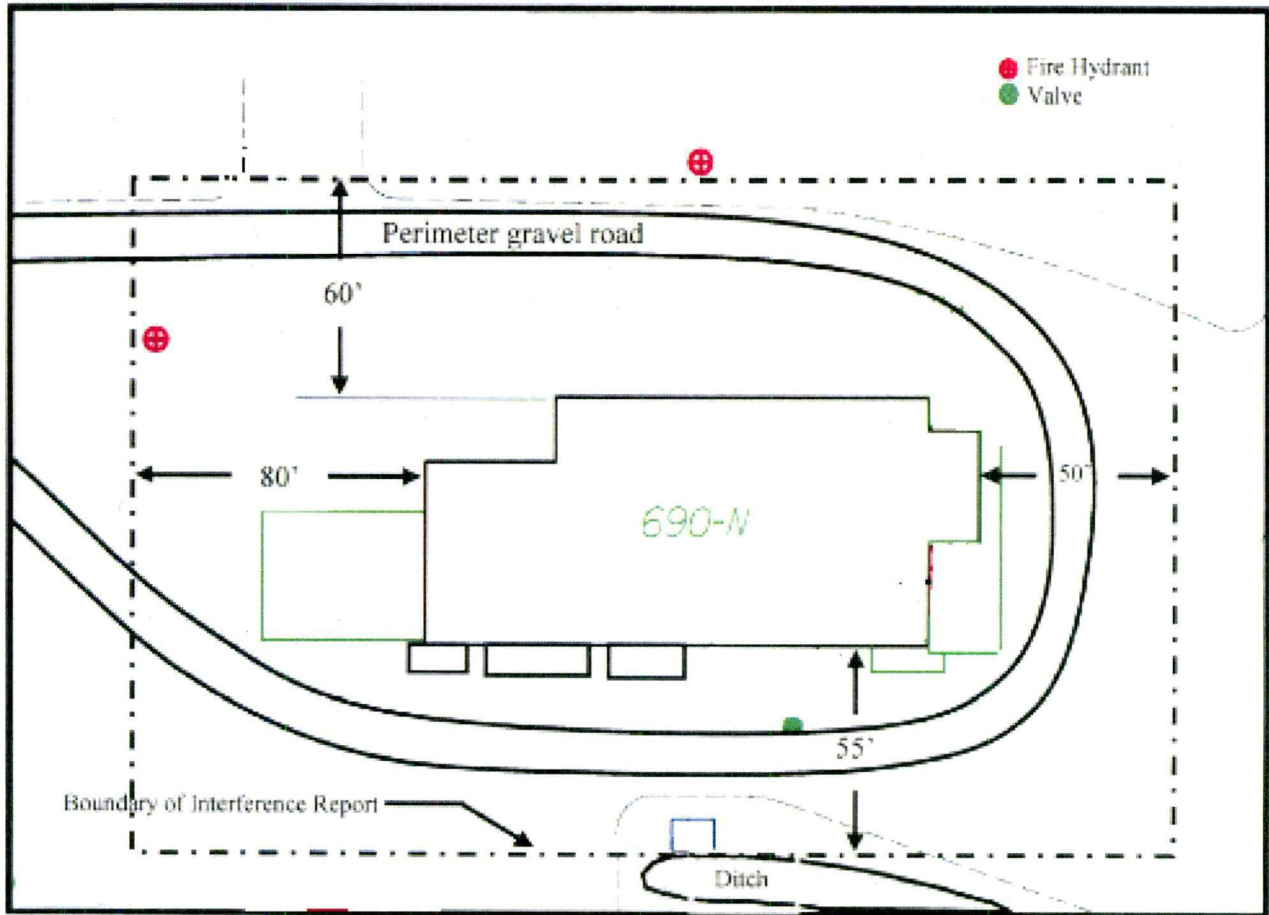 Fire Hydrant
Valve
Perimeter gravel road
60’
80’
50’
690-N
55’
Boundary of Interference Report
Ditch